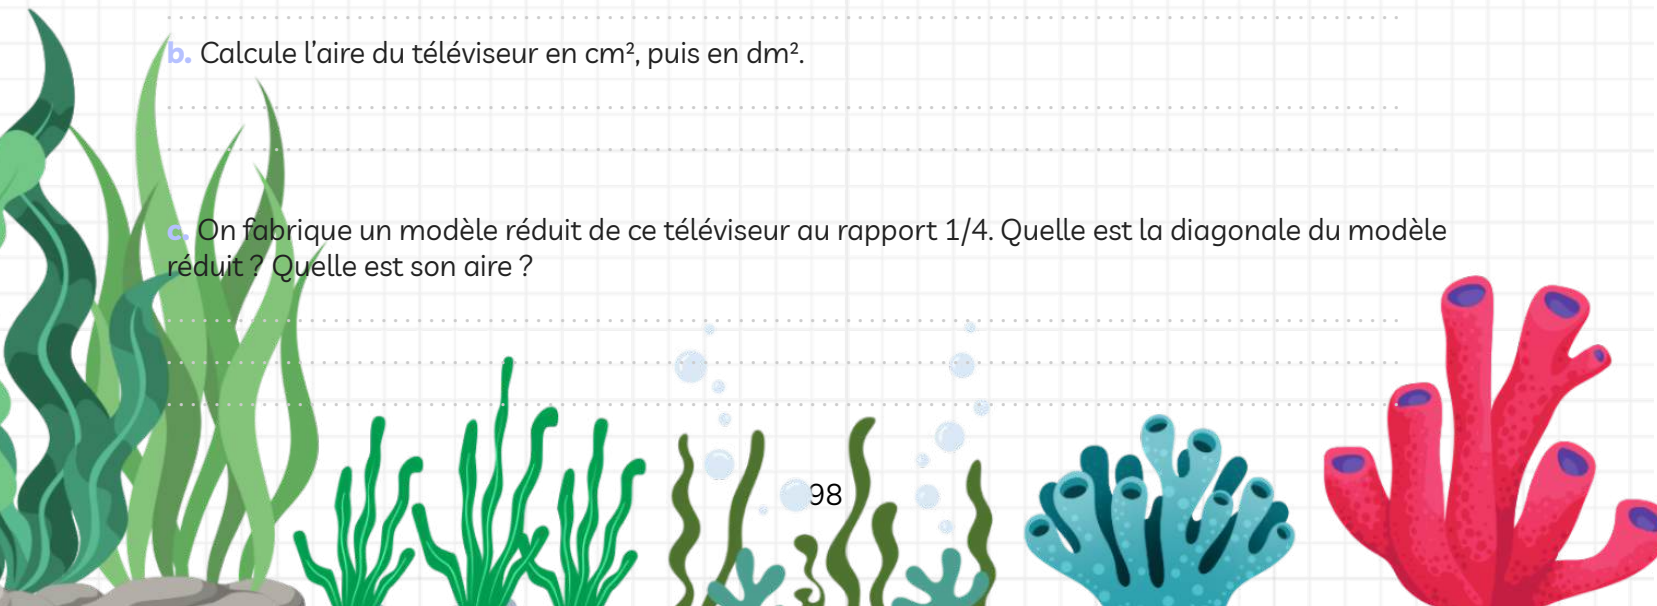 b. Calcule l’aire du téléviseur en cm², puis en dm².
c. On fabrique un modèle réduit de ce téléviseur au rapport 1/4. Quelle est la diagonale du modèle
réduit ? Quelle est son aire ?
98